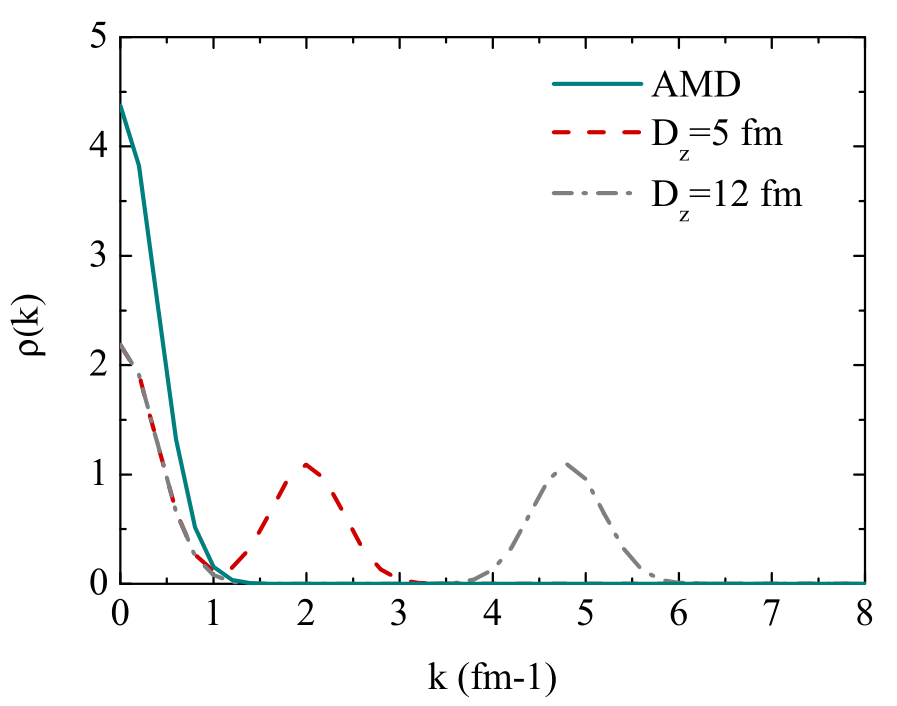 5
4
3
2
1
0
0 1 2 3 4 5 6 7 8
ρ(k)
k (fm-1)
AMD
D_z=5 fm
D_z=12 fm